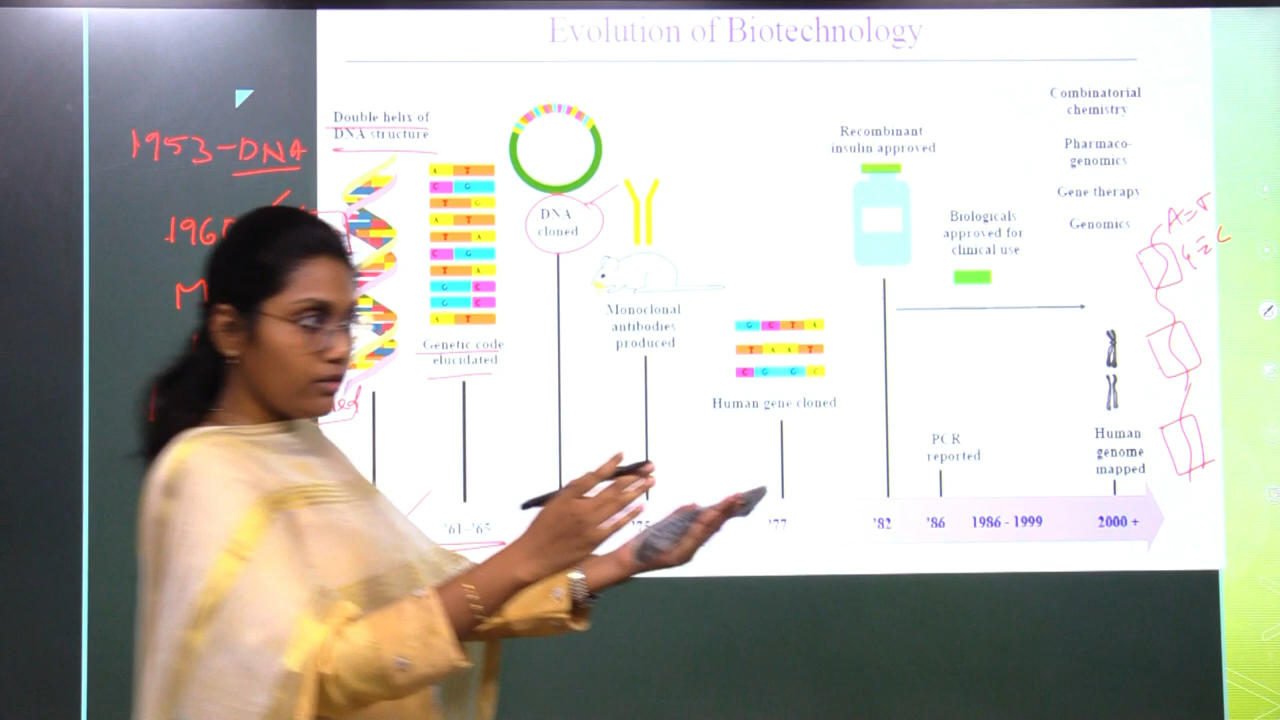 Evolution of Biotechnology
1953-DNA
196
M
Double helix of
DNA structure
A T
C G
T G
A T
T A
C G
T A
G C
G C
A T
Genetic code
elucidated
'61-'65
DNA
cloned
Monoclonal
antibodies
produced
'75
G C T A
T A A T
C G G C
Human gene cloned
'77
Recombinant
insulin approved
'82
Biologicals
approved for
clinical use
PCR
reported
'86
1986 - 1999
Combinatorial
chemistry
Pharmaco-
genomics
Gene therapy
Genomics
Human
genome
mapped
2000 +
A=T
G≡C